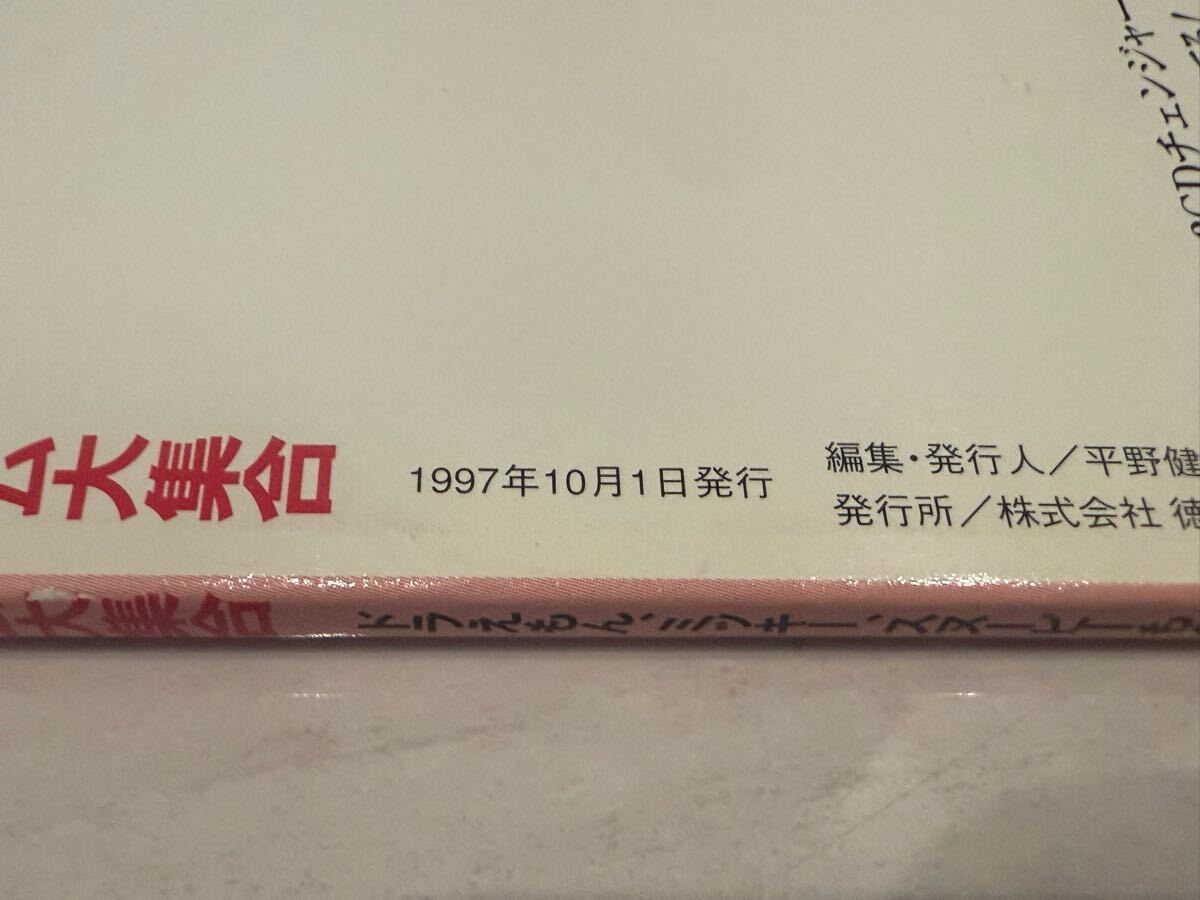 CDチェンジャー
ム大集合
1997年10月1日発行
編集・発行人／平野健
発行所／株式会社 徳
大集合
ドラえもん、ミッキー、スヌーピーも